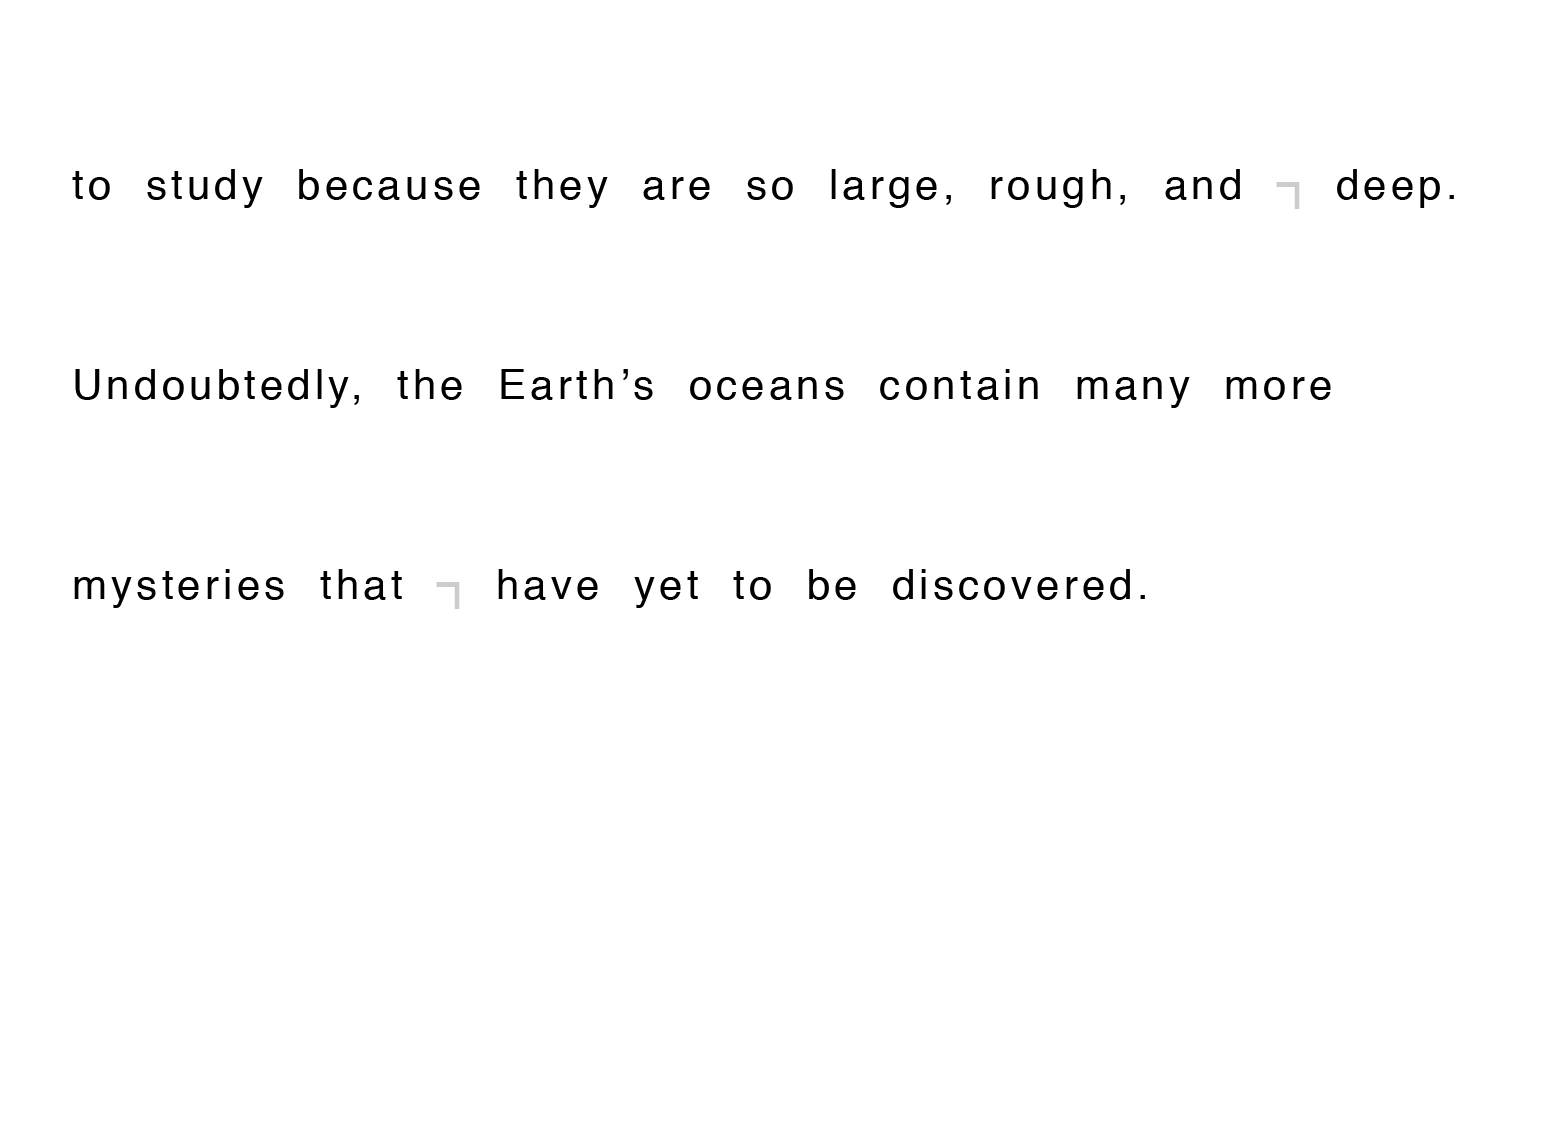 to study because they are so large, rough, and ¬ deep.
Undoubtedly, the Earth’s oceans contain many more
mysteries that ¬ have yet to be discovered.